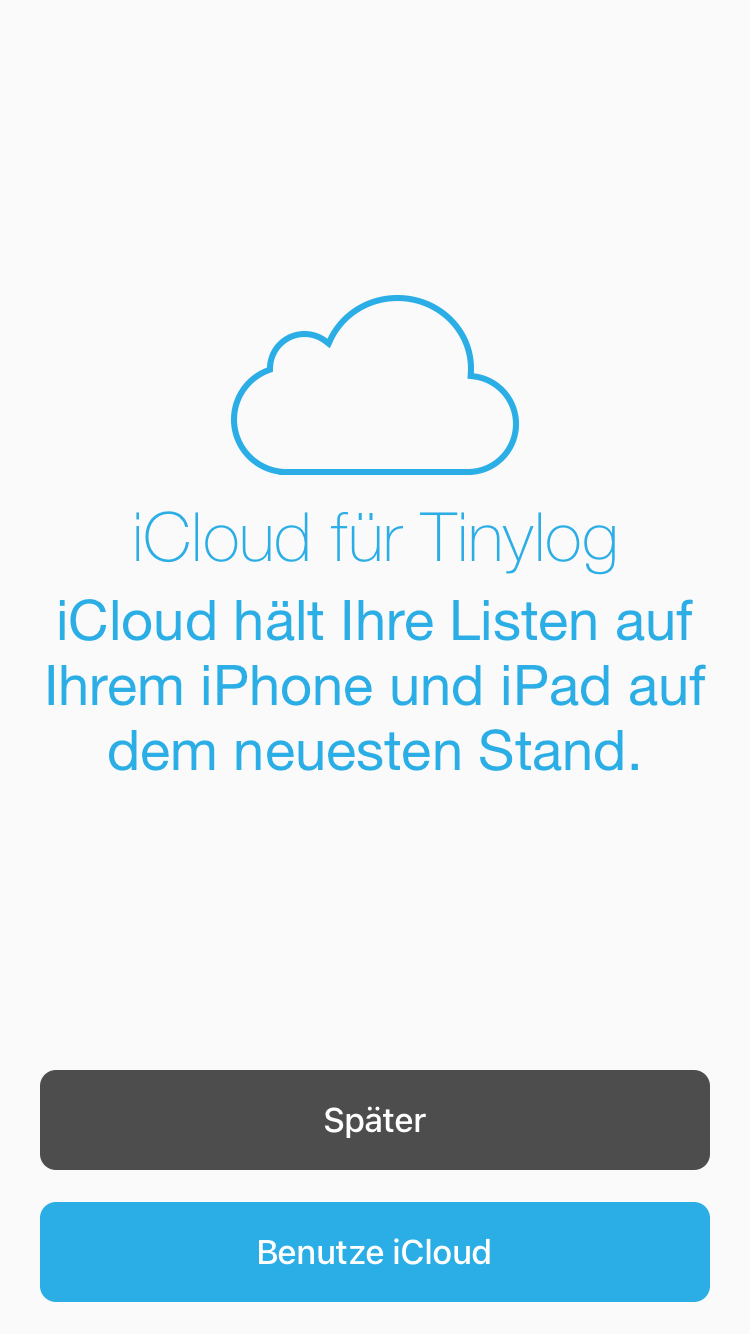 iCloud für Tinylog
iCloud hält Ihre Listen auf
Ihrem iPhone und iPad auf
dem neuesten Stand.
Später
Benutze iCloud